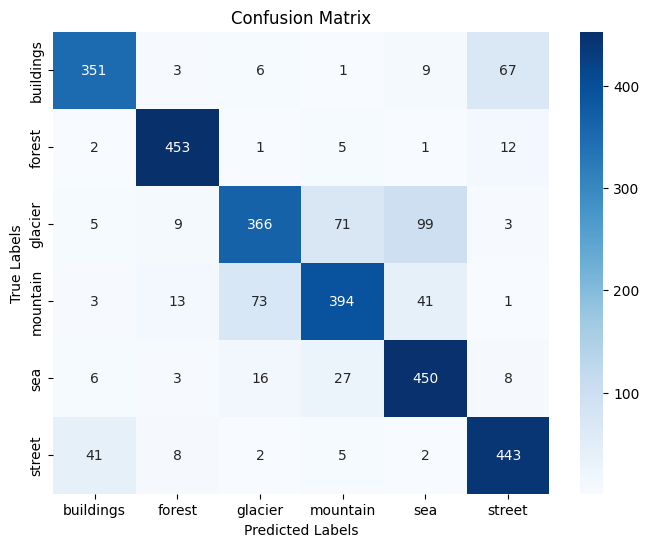 Confusion Matrix
buildings 351 3 6 1 9 67
forest 2 453 1 5 1 12
glacier 5 9 366 71 99 3
mountain 3 13 73 394 41 1
sea 6 3 16 27 450 8
street 41 8 2 5 2 443
buildings forest glacier mountain sea street
Predicted Labels
True Labels
400
300
200
100